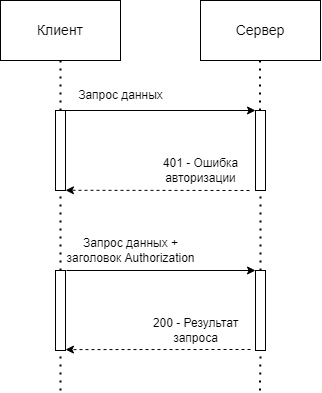 Клиент
Сервер
Запрос данных
401 - Ошибка
авторизации
Запрос данных +
заголовок Authorization
200 - Результат
запроса